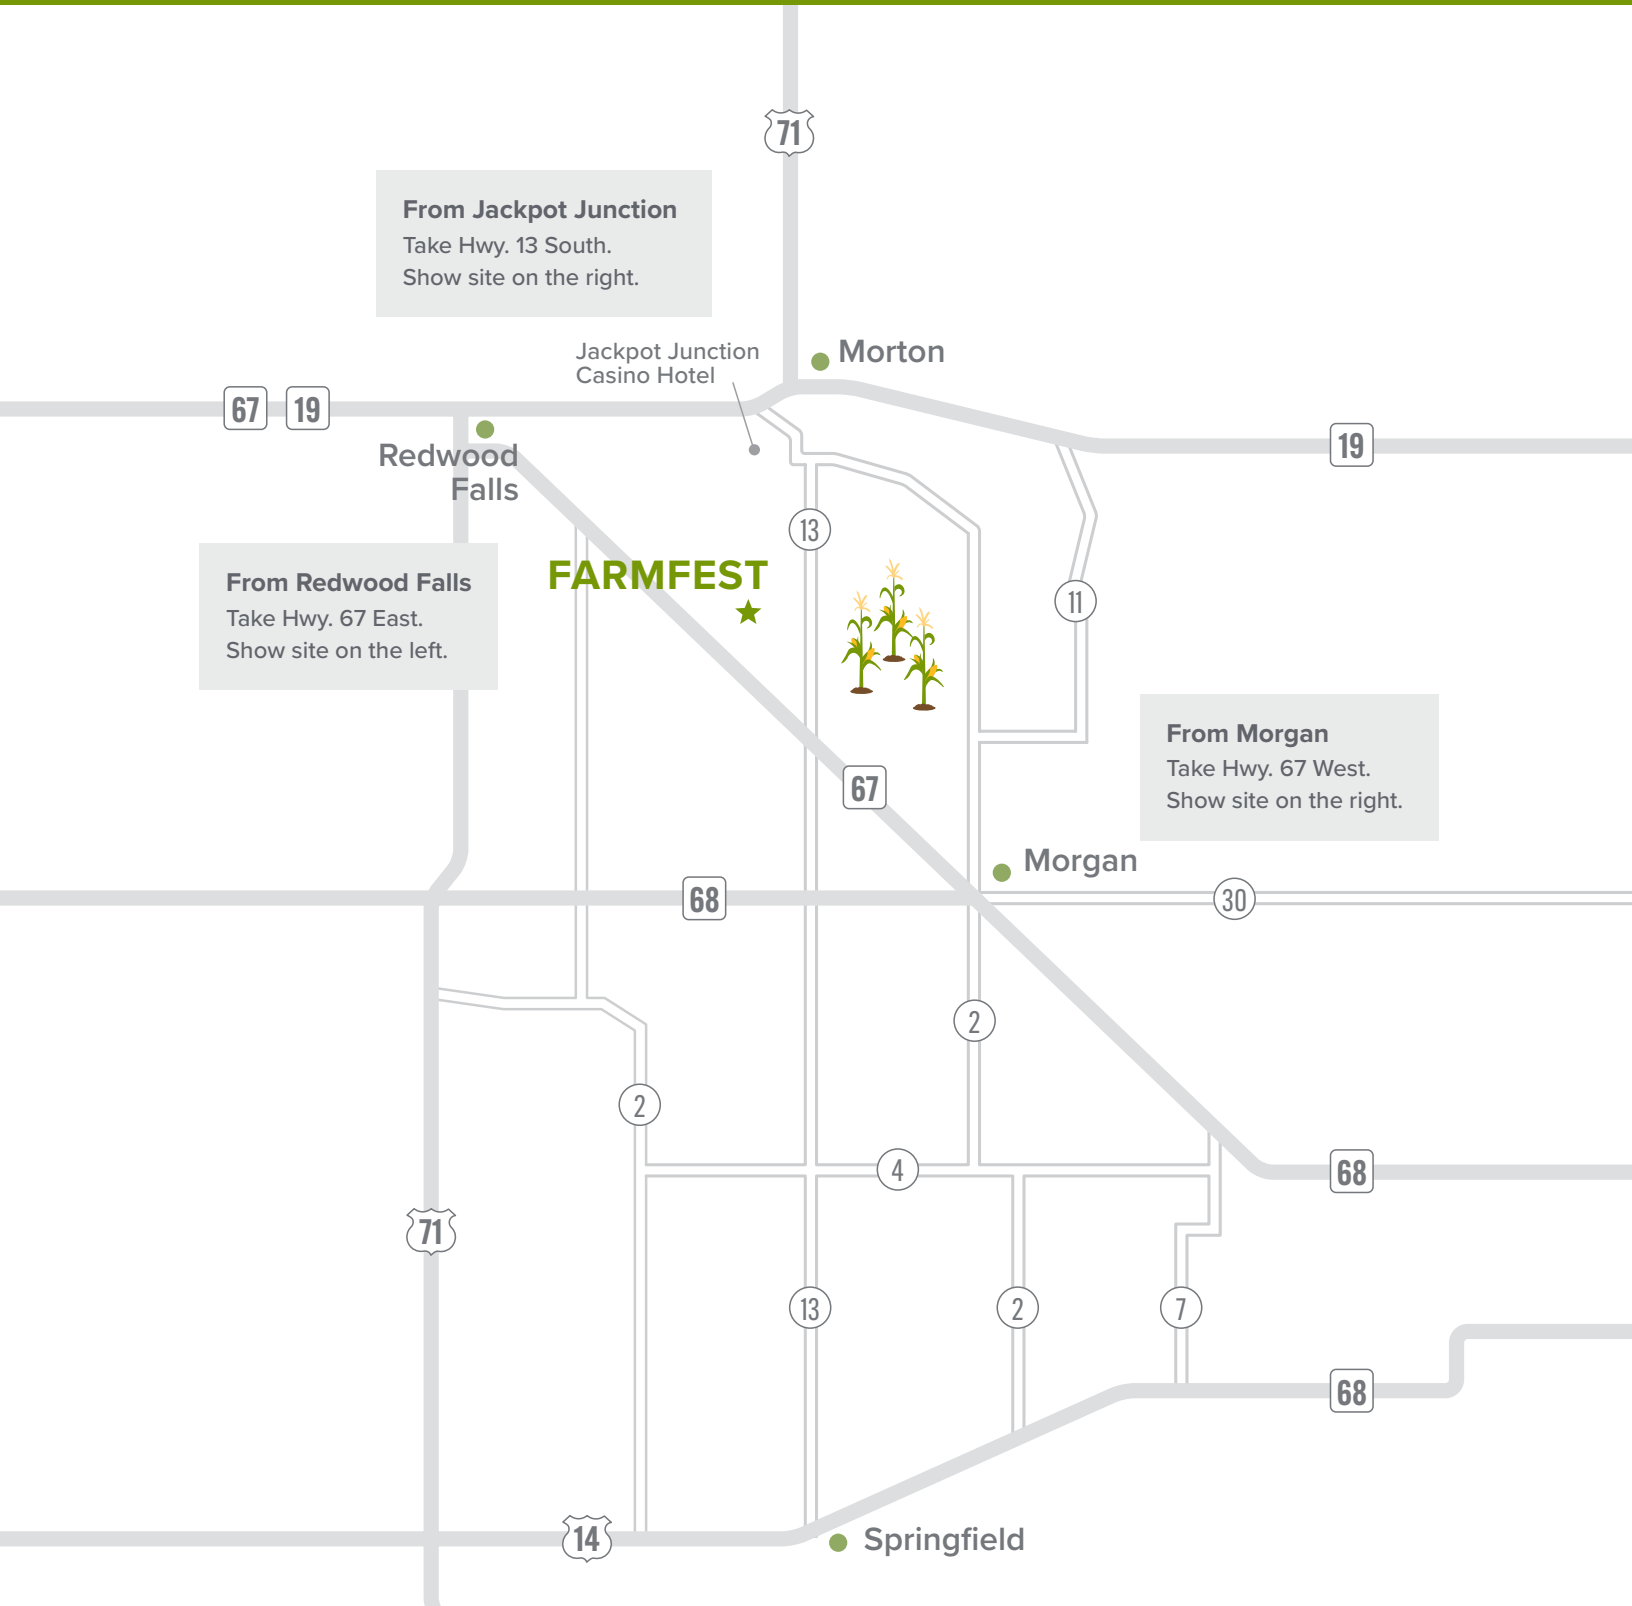 71
From Jackpot Junction
Take Hwy. 13 South.
Show site on the right.
Jackpot Junction
Casino Hotel
Morton
67
19
19
Redwood
Falls
13
FARMFEST
From Redwood Falls
Take Hwy. 67 East.
Show site on the left.
11
From Morgan
Take Hwy. 67 West.
Show site on the right.
67
Morgan
68
30
2
2
4
68
71
13
2
7
68
14
Springfield